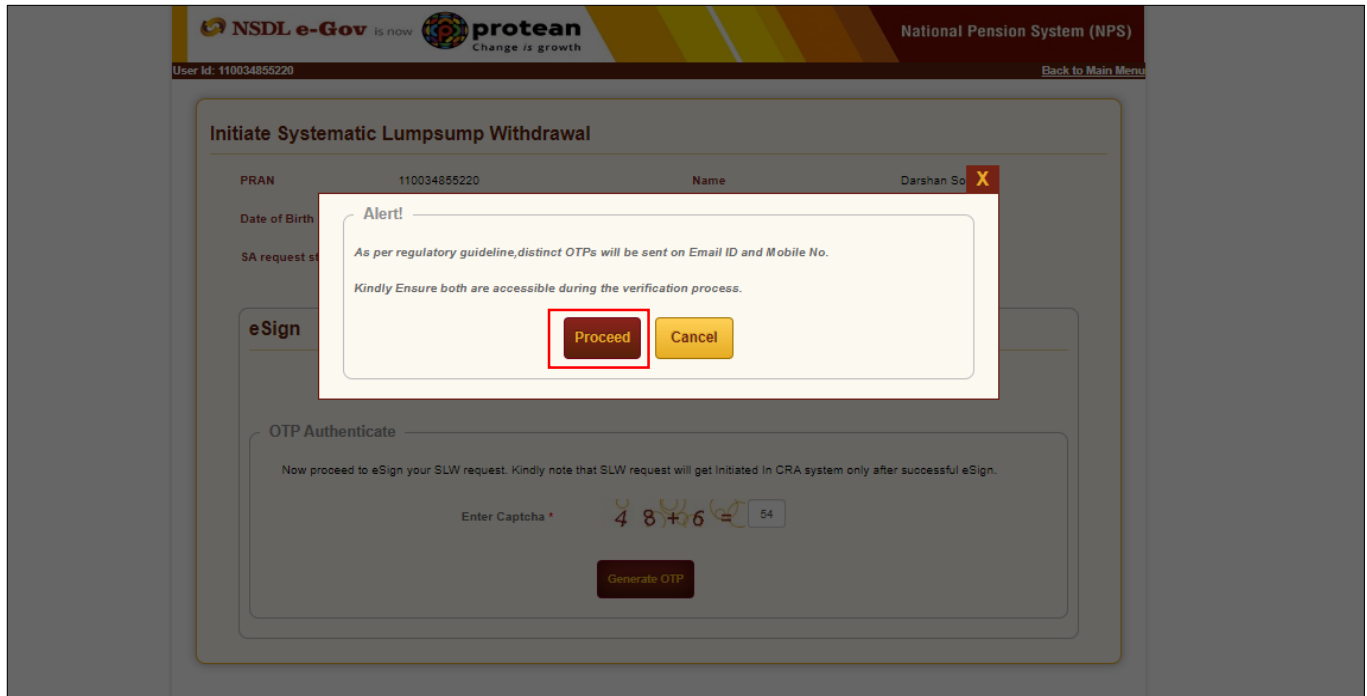 NSDL e-Gov is now protean
Change is growth
National Pension System (NPS)
User Id: 110034855220
Back to Main Menu
Initiate Systematic Lumpsump Withdrawal
PRAN 110034855220 Name Darshan So
X
Date of Birth
Alert!
As per regulatory guideline,distinct OTPs will be sent on Email ID and Mobile No.
SA request st
Kindly Ensure both are accessible during the verification process.
eSign
Proceed Cancel
OTP Authenticate
Now proceed to eSign your SLW request. Kindly note that SLW request will get Initiated In CRA system only after successful eSign.
Enter Captcha * 4 8 + 6 = 54
Generate OTP